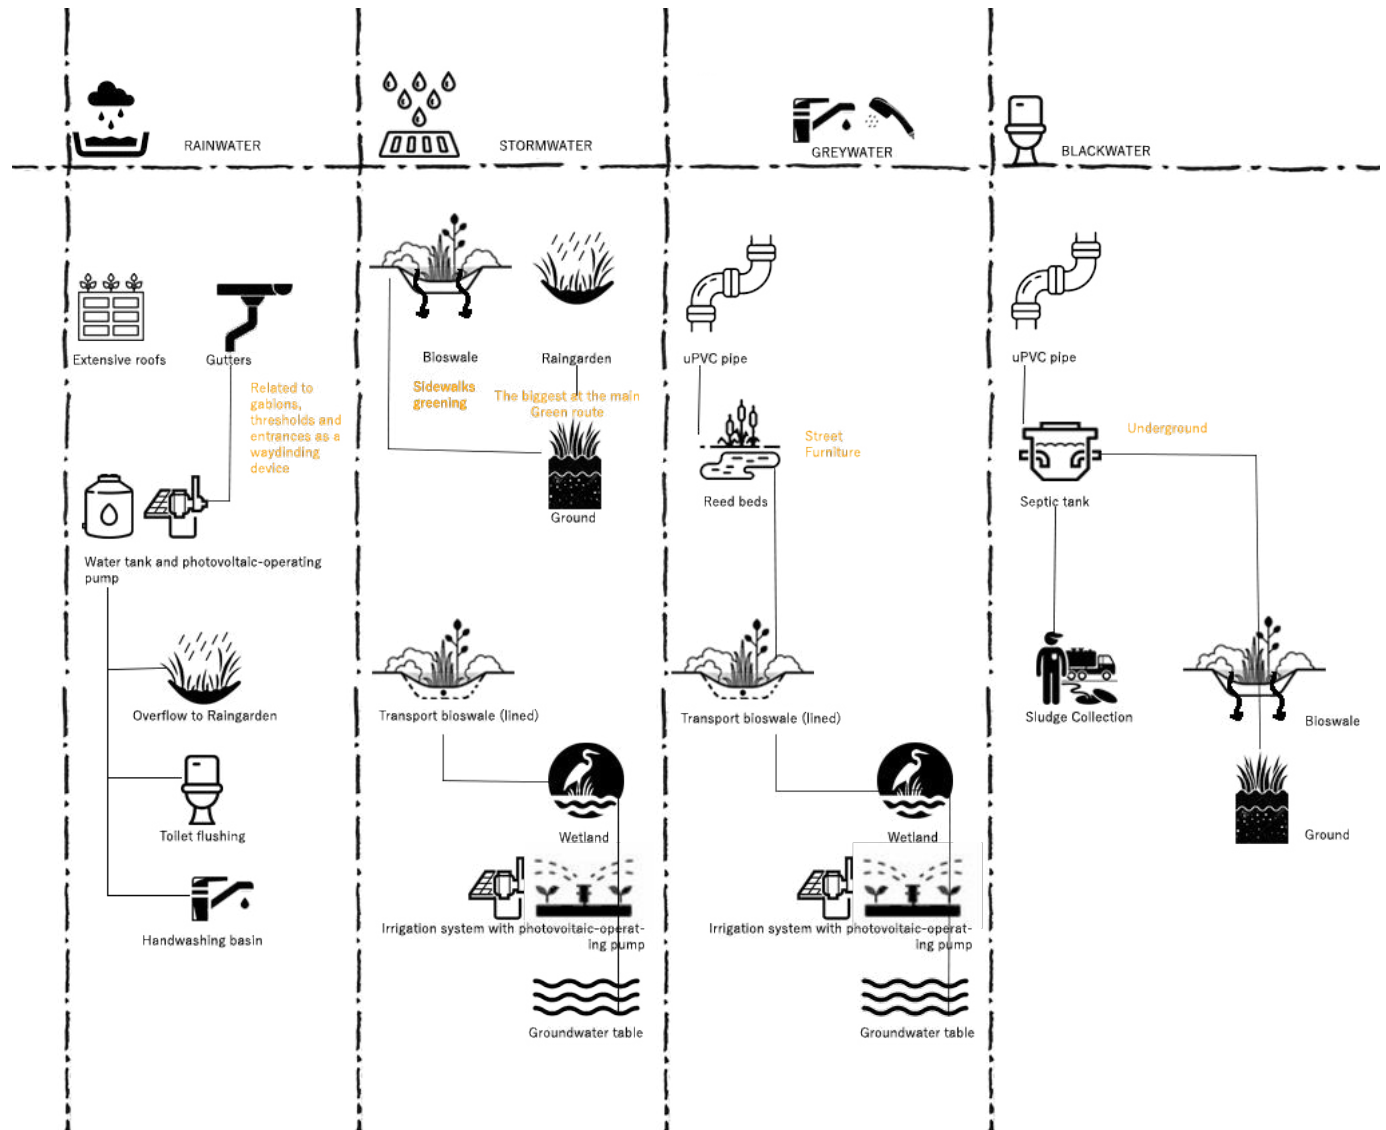 RAINWATER
STORMWATER
GREYWATER
BLACKWATER
Extensive roofs
Gutters
Related to
gabions,
thresholds and
entrances as a
waydinding
device
Water tank and photovoltaic-operating
pump
Overflow to Raingarden
Toilet flushing
Handwashing basin
Bioswale
Sidewalks
greening
Raingarden
The biggest at the main
Green route
Ground
Transport bioswale (lined)
Wetland
Irrigation system with photovoitaic-operat-
ing pump
Groundwater table
uPVC pipe
Street
Furniture
Reed beds
Transport bioswale (lined)
Wetland
Irrigation system with photovoitaic-operat-
ing pump
Groundwater table
uPVC pipe
Underground
Septic tank
Sludge Collection
Bioswale
Ground